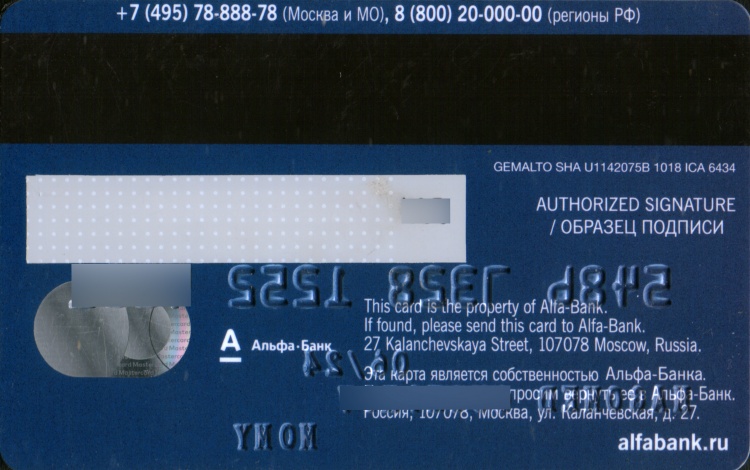 +7 (495) 78-888-78 (Москва и МО), 8 (800) 20-000-00 (регионы РФ)
GEMALTO SHA U1142075B 1018 ICA 6434
AUTHORIZED SIGNATURE
/ ОБРАЗЕЦ ПОДПИСИ
This card is the property of Alfa-Bank.
If found, please send this card to Alfa-Bank.
27 Kalanchevskaya Street, 107078 Moscow, Russia.
А Альфа·Банк
Эта карта является собственностью Альфа-Банка.
вернуть ее в Альфа-Банк.
Россия, 107078, Москва, ул. Каланчевская, д. 27.
alfabank.ru